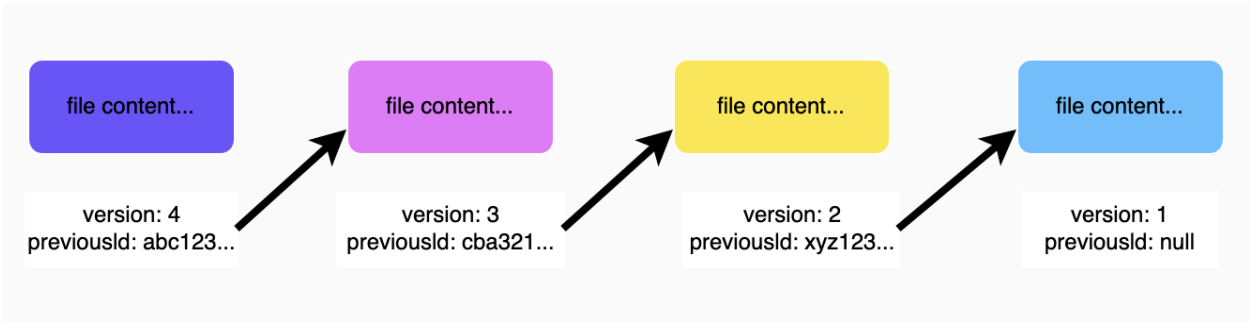 file content...
file content...
file content...
file content...
version: 4
previousId: abc123...
version: 3
previousId: cba321...
version: 2
previousId: xyz123...
version: 1
previousId: null